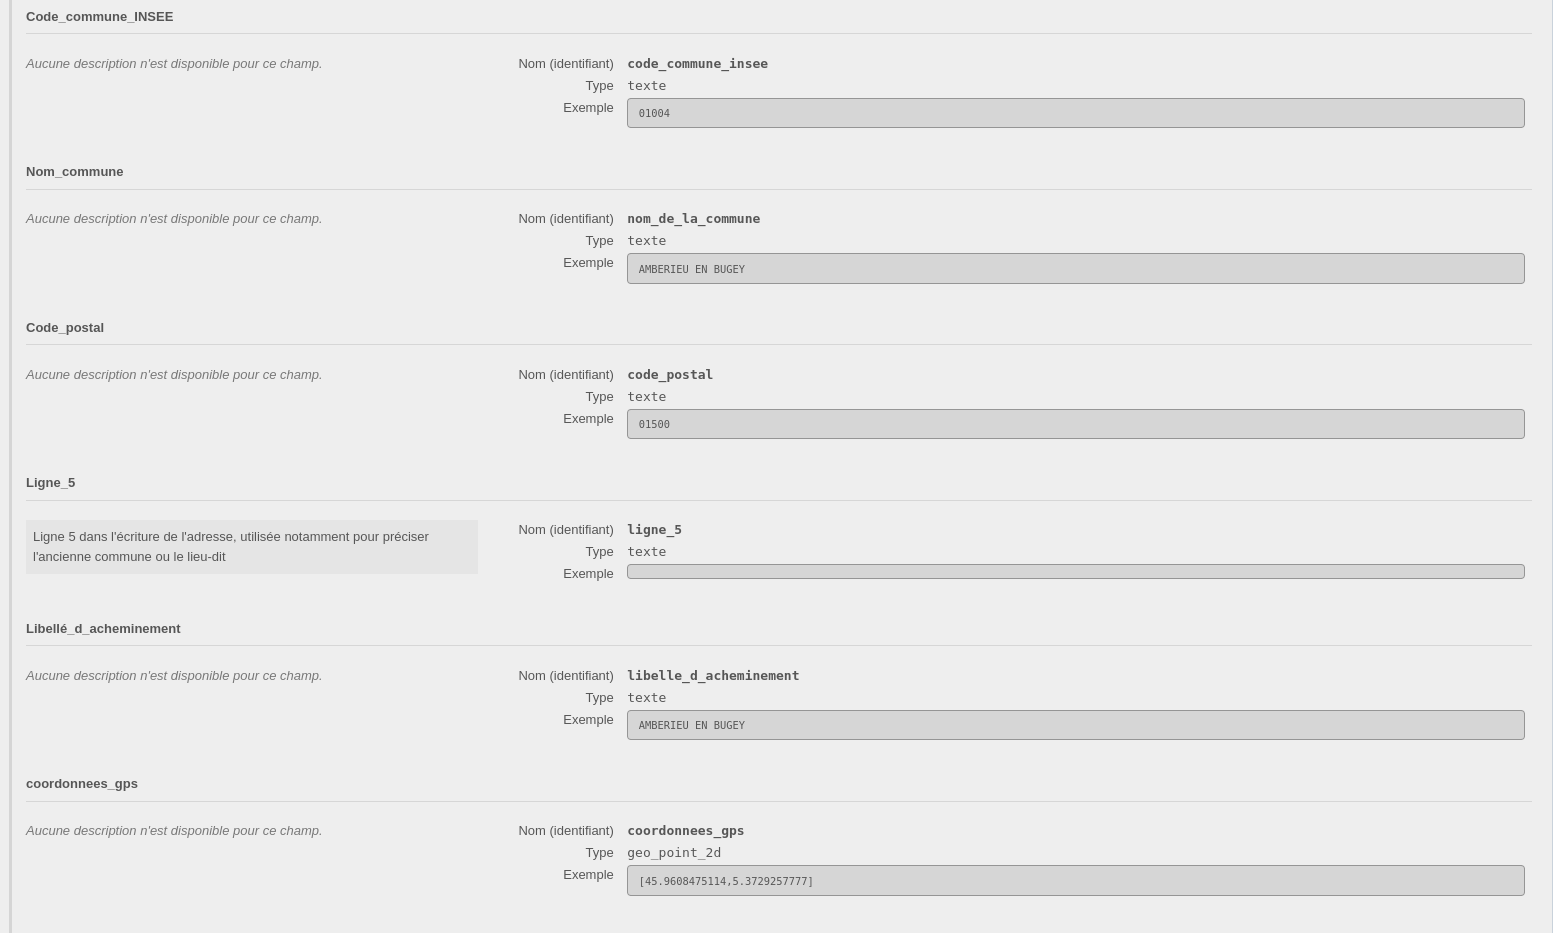 Code_commune_INSEE
Aucune description n'est disponible pour ce champ.
Nom (identifiant) code_commune_insee
Type texte
Exemple 01004
Nom_commune
Aucune description n'est disponible pour ce champ.
Nom (identifiant) nom_de_la_commune
Type texte
Exemple AMBERIEU EN BUGEY
Code_postal
Aucune description n'est disponible pour ce champ.
Nom (identifiant) code_postal
Type texte
Exemple 01500
Ligne_5
Ligne 5 dans l'écriture de l'adresse, utilisée notamment pour préciser
l'ancienne commune ou le lieu-dit
Nom (identifiant) ligne_5
Type texte
Exemple
Libellé_d_acheminement
Aucune description n'est disponible pour ce champ.
Nom (identifiant) libelle_d_acheminement
Type texte
Exemple AMBERIEU EN BUGEY
coordonnees_gps
Aucune description n'est disponible pour ce champ.
Nom (identifiant) coordonnees_gps
Type geo_point_2d
Exemple [45.9608475114,5.3729257777]